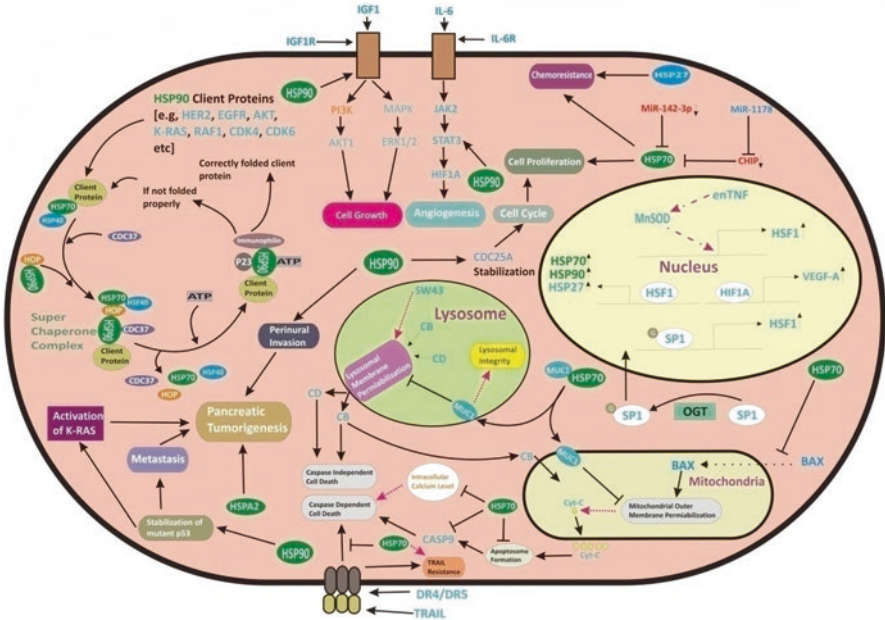 IGF1
IL-6
IGF1R
IL-6R
HSP90
HSP90 Client Proteins
[e.g, HER2, EGFR, AKT,
K-RAS, RAF1, CDK4, CDK6
etc]
PI3K
MAPK
AKT1
ERK1/2
Cell Growth
JAK2
STAT3
HIF1A
Angiogenesis
HSP90
Cell Proliferation
Cell Cycle
CDC25A
Stabilization
Chemoresistance
HSP27
MiR-142-3p
MiR-1178
HSP70
CHIP
Correctly folded client
protein
If not folded
properly
Client
Protein
HSP70
HSP40
CDC37
HOP
HSP90
Immunophilin
P23
HSP90
ATP
Client
Protein
HSP70
HSP40
HOP
HSP90
CDC37
Client
Protein
Super
Chaperone
Complex
ATP
CDC37
HSP70
HSP40
HOP
HSP90
Perinural
Invasion
Pancreatic
Tumorigenesis
Activation
of K-RAS
Metastasis
Stabilization of
mutant p53
HSPA2
HSP90
SW43
Lysosome
CB
CD
Lysosomal
Membrane
Permiabilization
Lysosomal
Integrity
MUC1
CD
CB
Caspase Independent
Cell Death
Caspase Dependent
Cell Death
Intracellular
Calcium Level
HSP70
CASP9
HSP70
TRAIL
Resistance
Apoptosome
Formation
DR4/DR5
TRAIL
enTNF
MnSOD
HSF1
Nucleus
HSP70
HSP90
HSP27
HSF1
HIF1A
VEGF-A
SP1
HSF1
MUC1
HSP70
SP1
OGT
SP1
HSP70
CB
MUC1
BAX
BAX
Mitochondria
Cyt-C
Mitochondrial Outer
Membrane Permiabilization
Cyt-C